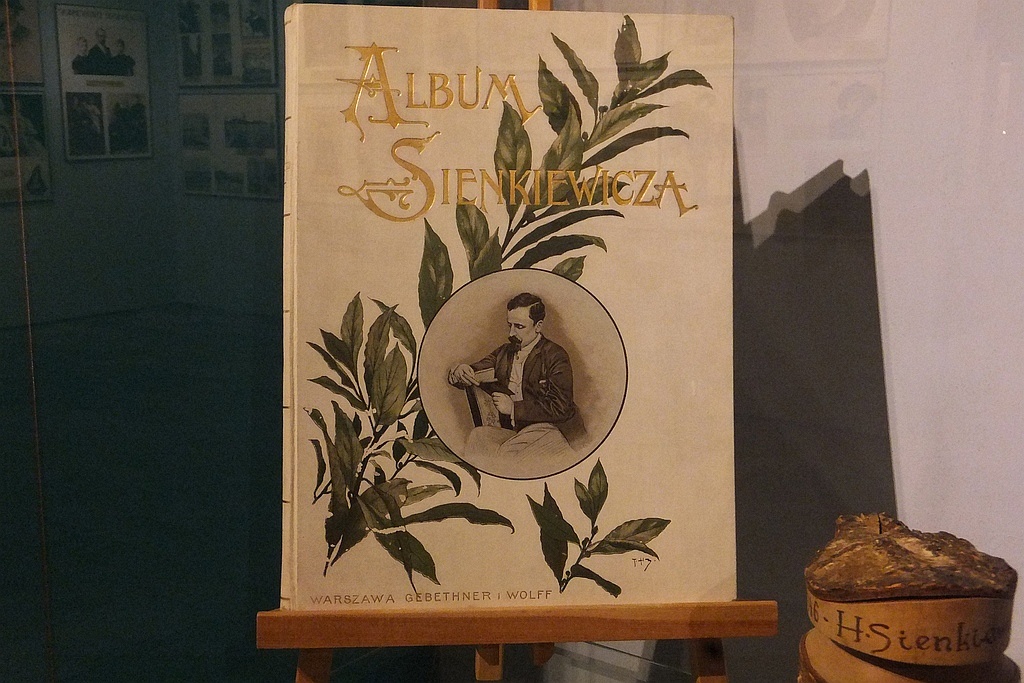 ALBUM
SIENKIEWICZA
WARSZAWA GEBETHNER I WOLFF
H. Sienkie